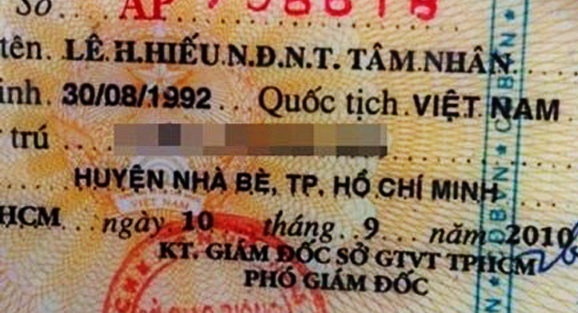 Số AP
tên. LÊ.H.HIẾU.N.Đ.N.T. TÂM.NHÂN.
inh. 30/08/1992... Quốc tịch.VIỆT.NAM
trú
HUYỆN NHÀ BÈ, TP. HỒ CHÍ MINH
VIỆT NAM
HCM...ngày.10....tháng..9....năm..2010
KT. GIÁM ĐỐC SỞ GTVT TPHCM
PHÓ GIÁM ĐỐC